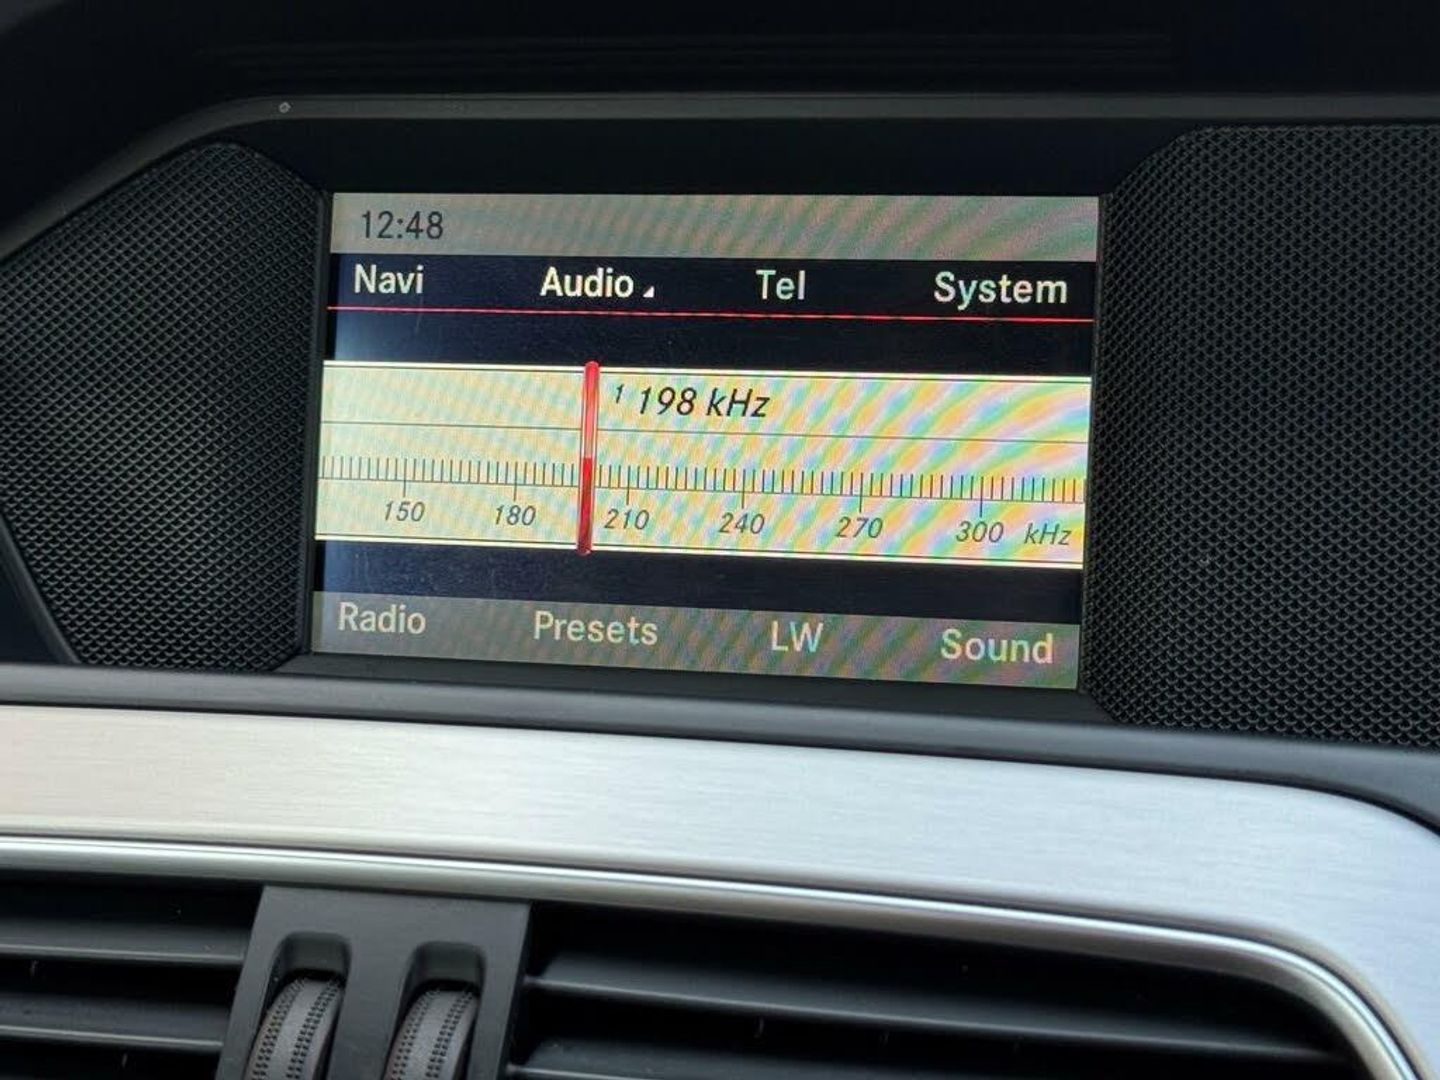 12:48
Navi Audio Tel System
1 198 kHz
150 180 210 240 270 300 kHz
Radio Presets LW Sound